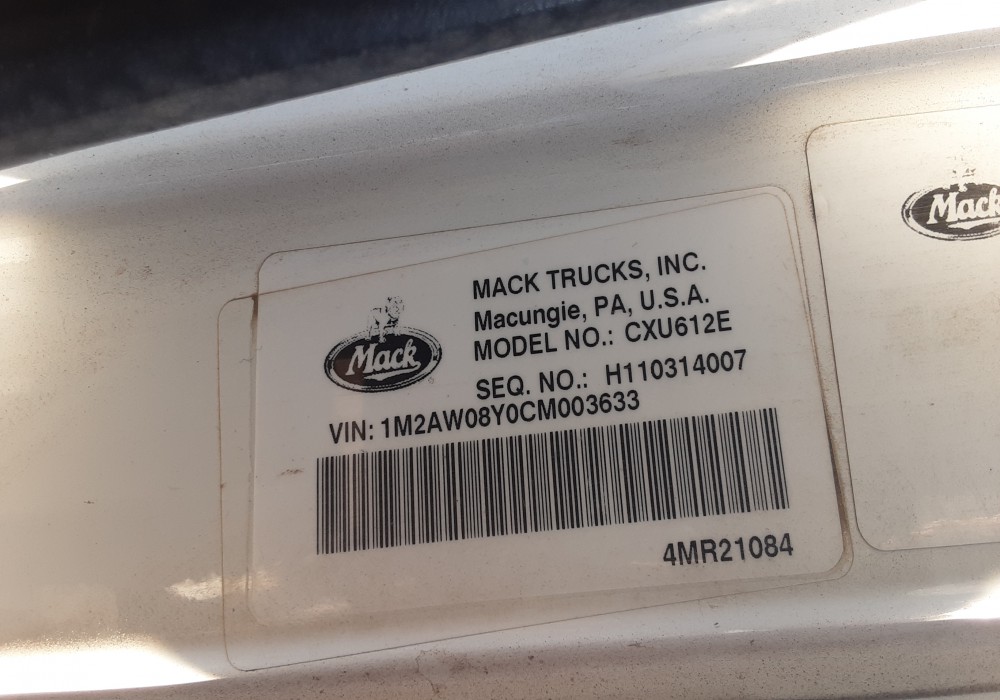 Mack
MACK TRUCKS, INC.
Macungie, PA, U.S.A.
MODEL NO.: CXU612E
SEQ. NO.: H110314007
VIN: 1M2AW08Y0CM003633
4MR21084
Mack